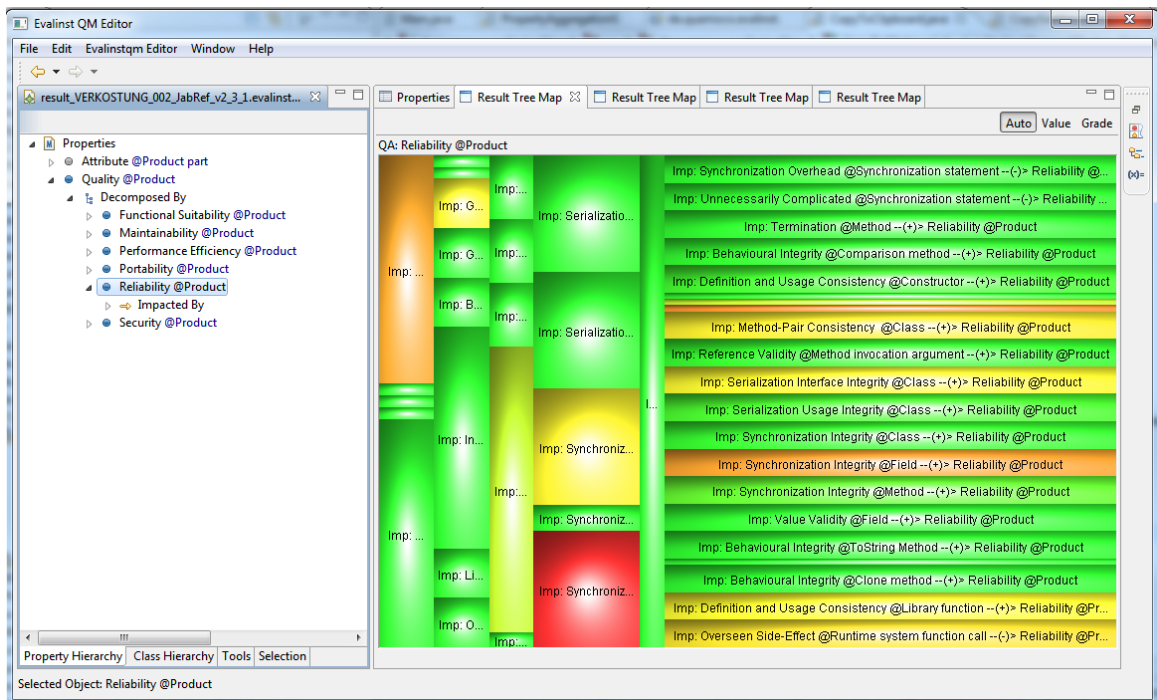 Evalinst QM Editor
File Edit Evalinstqm Editor Window Help
result_VERKOSTUNG_002_JabRef_v2_3_1.evalinst...
Properties
Attribute @Product part
Quality @Product
Decomposed By
Functional Suitability @Product
Maintainability @Product
Performance Efficiency @Product
Portability @Product
Reliability @Product
Impacted By
Security @Product
Property Hierarchy Class Hierarchy Tools Selection
Selected Object: Reliability @Product
Properties Result Tree Map Result Tree Map Result Tree Map Result Tree Map
Auto Value Grade
QA: Reliability @Product
Imp: ...
Imp: ...
Imp: G...
Imp: G...
Imp: B...
Imp: In...
Imp: Li...
Imp: O...
Imp:...
Imp:...
Imp:...
Imp:...
Imp:...
Imp: Serializatio...
Imp: Serializatio...
Imp: Synchroniz...
Imp: Synchroniz...
Imp: Synchroniz...
I...
Imp: Synchronization Overhead @Synchronization statement --(-)> Reliability @...
Imp: Unnecessarily Complicated @Synchronization statement --(-)> Reliability ...
Imp: Termination @Method --(+)> Reliability @Product
Imp: Behavioural Integrity @Comparison method --(+)> Reliability @Product
Imp: Definition and Usage Consistency @Constructor --(+)> Reliability @Product
Imp: Method-Pair Consistency @Class --(+)> Reliability @Product
Imp: Reference Validity @Method invocation argument --(+)> Reliability @Product
Imp: Serialization Interface Integrity @Class --(+)> Reliability @Product
Imp: Serialization Usage Integrity @Class --(+)> Reliability @Product
Imp: Synchronization Integrity @Class --(+)> Reliability @Product
Imp: Synchronization Integrity @Field --(+)> Reliability @Product
Imp: Synchronization Integrity @Method --(+)> Reliability @Product
Imp: Value Validity @Field --(+)> Reliability @Product
Imp: Behavioural Integrity @ToString Method --(+)> Reliability @Product
Imp: Behavioural Integrity @Clone method --(+)> Reliability @Product
Imp: Definition and Usage Consistency @Library function --(+)> Reliability @Pr...
Imp: Overseen Side-Effect @Runtime system function call --(-)> Reliability @Pr...
(x)=